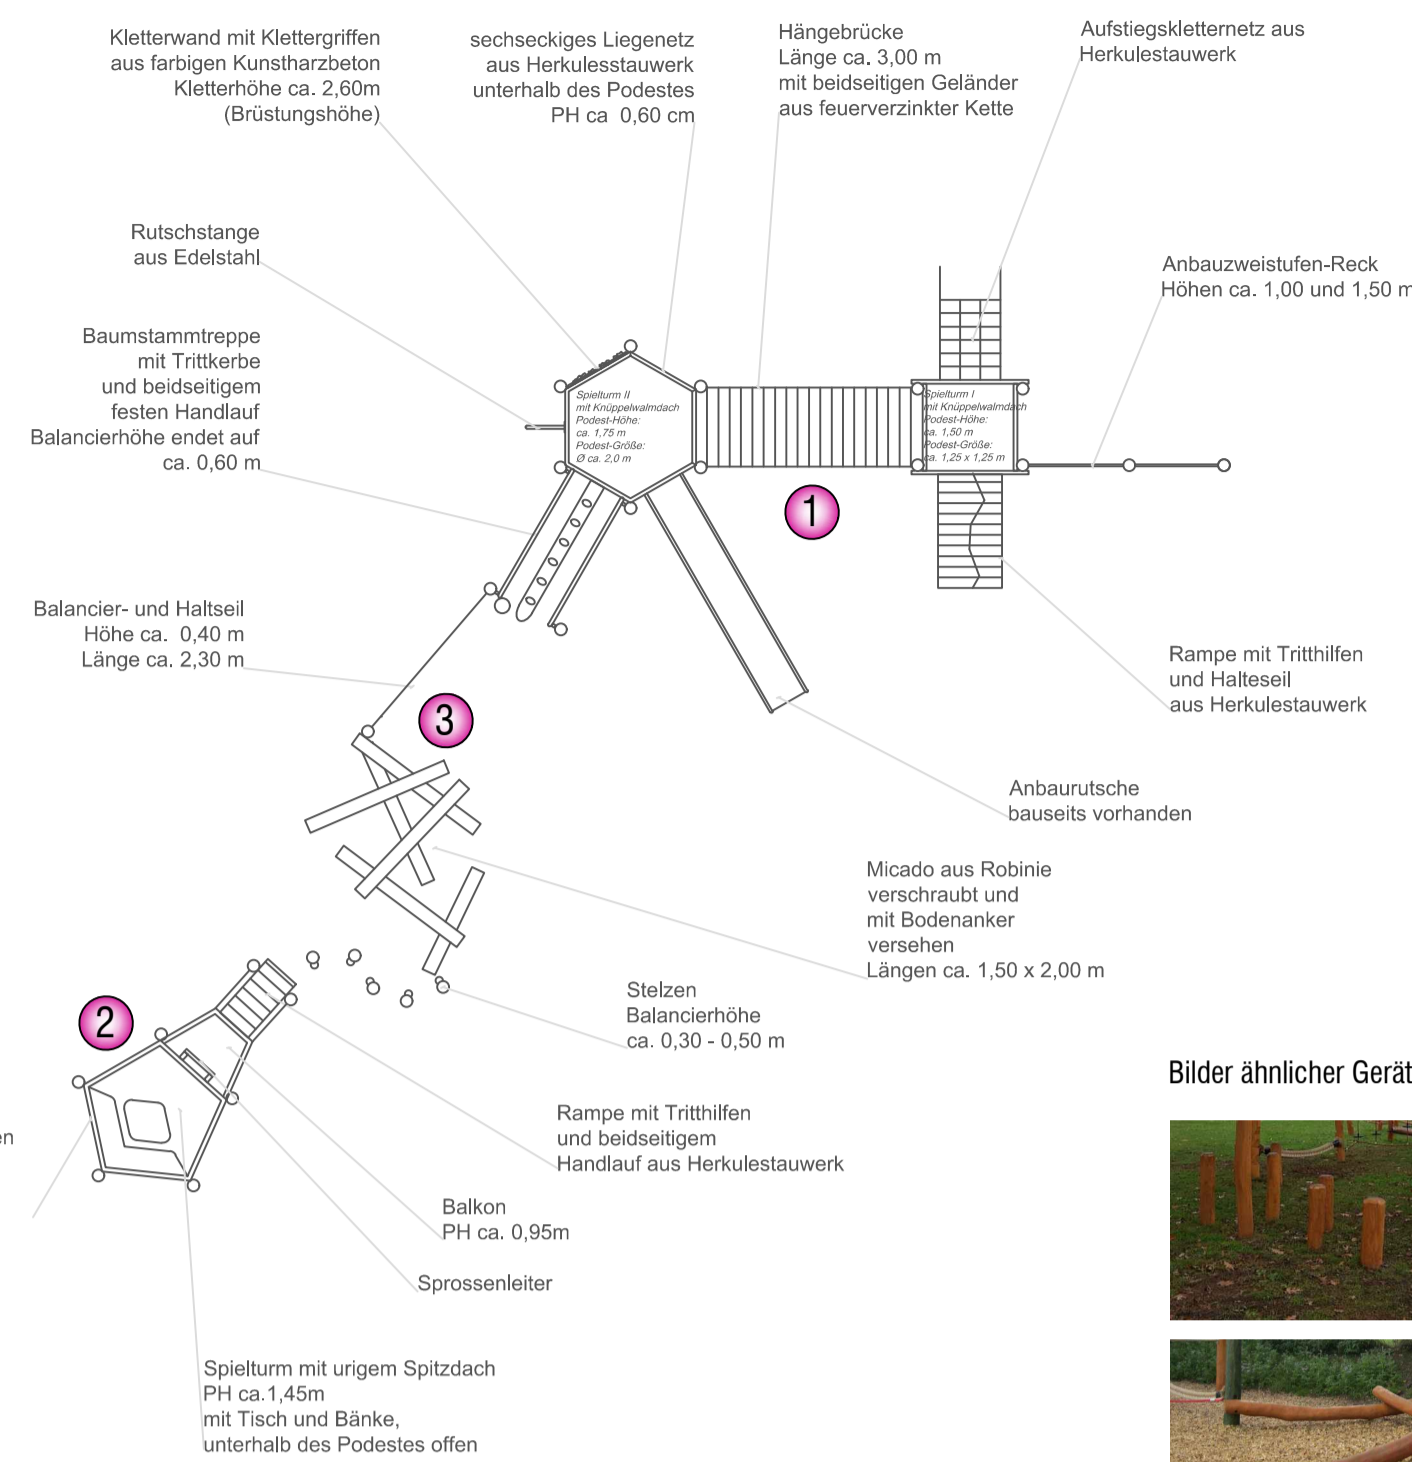 Kletterwand mit Klettergriffen
aus farbigen Kunstharzbeton
Kletterhöhe ca. 2,60m
(Brüstungshöhe)
sechseckiges Liegenetz
aus Herkulesstauwerk
unterhalb des Podestes
PH ca 0,60 cm
Hängebrücke
Länge ca. 3,00 m
mit beidseitigen Geländer
aus feuerverzinkter Kette
Aufstiegskletternetz aus
Herkulestauwerk
Rutschstange
aus Edelstahl
Anbauzweistufen-Reck
Höhen ca. 1,00 und 1,50 m
Baumstammtreppe
mit Trittkerbe
und beidseitigem
festen Handlauf
Balancierhöhe endet auf
ca. 0,60 m
Spielturm II
mit Knüppelwalmdach
Podest-Höhe:
ca. 1,75 m
Podest-Größe:
Ø ca. 2,0 m
Spielturm I
mit Knüppelwalmdach
Podest-Höhe:
ca. 1,50 m
Podest-Größe:
ca. 1,25 x 1,25 m
1
Balancier- und Haltseil
Höhe ca. 0,40 m
Länge ca. 2,30 m
Rampe mit Tritthilfen
und Halteseil
aus Herkulestauwerk
3
Anbaurutsche
bauseits vorhanden
Micado aus Robinie
verschraubt und
mit Bodenanker
versehen
Längen ca. 1,50 x 2,00 m
Stelzen
Balancierhöhe
ca. 0,30 - 0,50 m
2
Bilder ähnlicher Gerät
en
Rampe mit Tritthilfen
und beidseitigem
Handlauf aus Herkulestauwerk
Balkon
PH ca. 0,95m
Sprossenleiter
Spielturm mit urigem Spitzdach
PH ca.1,45m
mit Tisch und Bänke,
unterhalb des Podestes offen